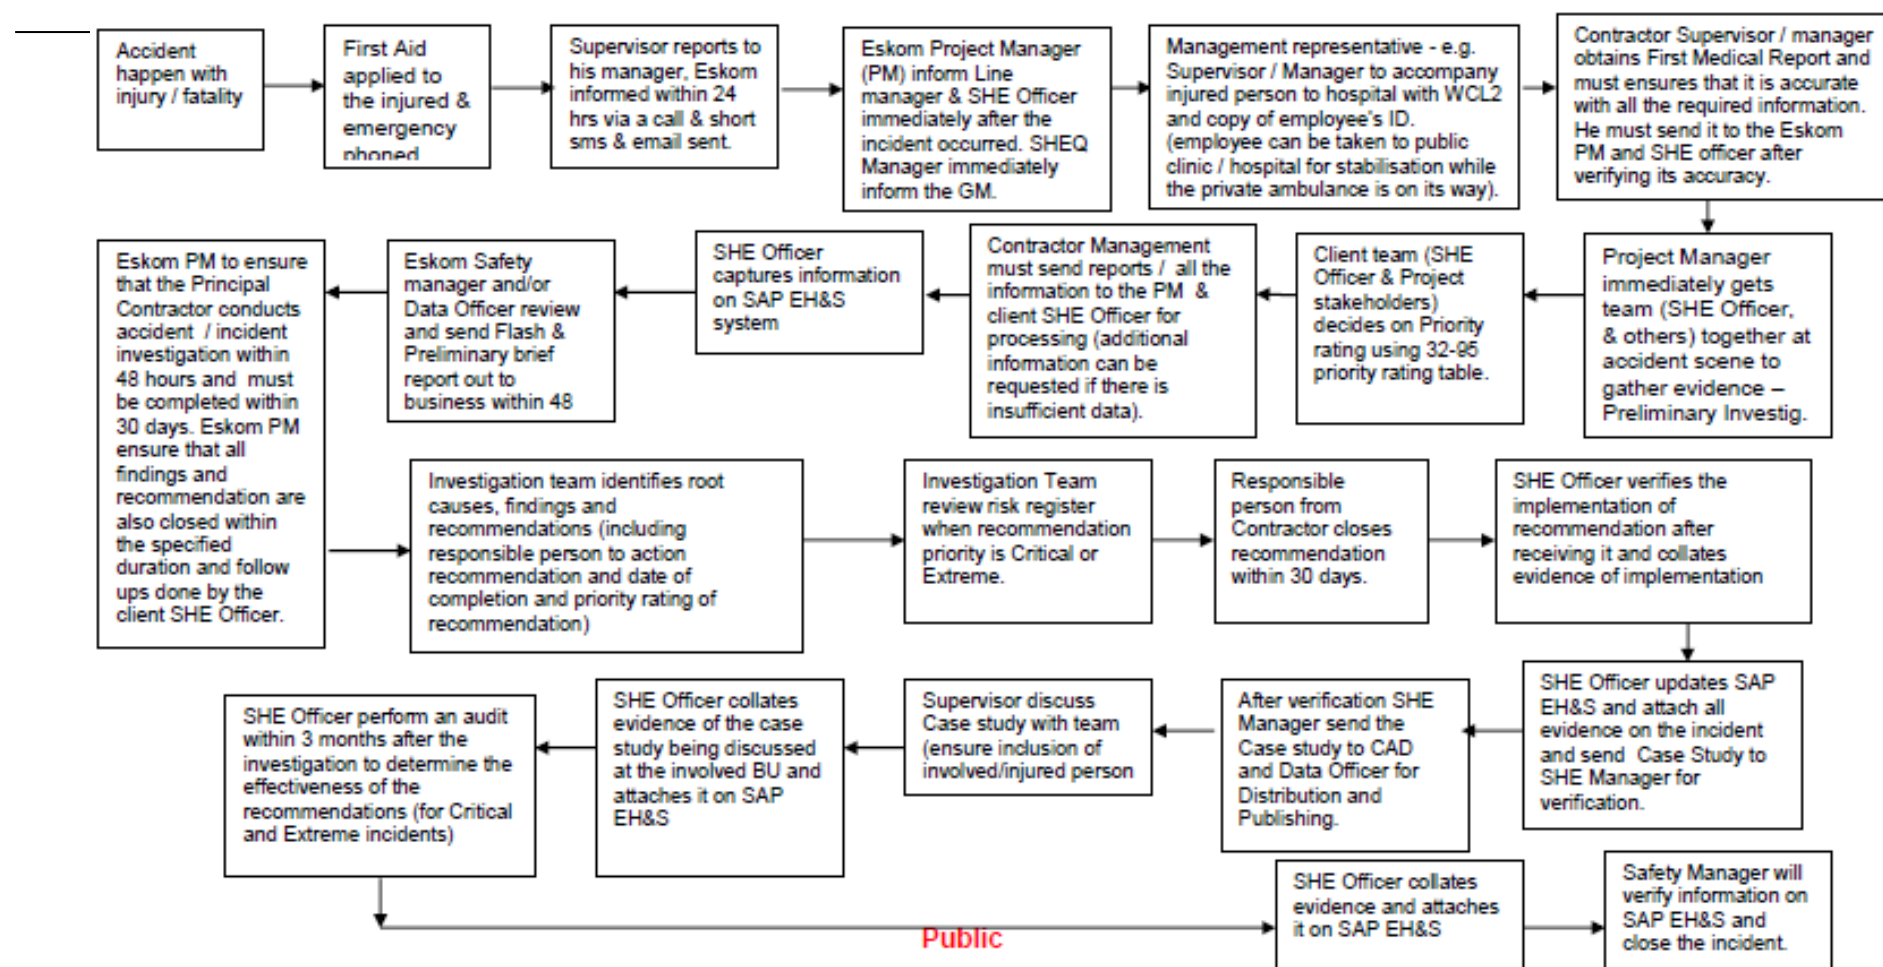 Accident
happen with
injury / fatality
First Aid
applied to
the injured &
emergency
phoned
Supervisor reports to
his manager, Eskom
informed within 24
hrs via a call & short
sms & email sent.
Eskom Project Manager
(PM) inform Line
manager & SHE Officer
immediately after the
incident occurred. SHEQ
Manager immediately
inform the GM.
Management representative - e.g.
Supervisor / Manager to accompany
injured person to hospital with WCL2
and copy of employee's ID.
(employee can be taken to public
clinic / hospital for stabilisation while
the private ambulance is on its way).
Contractor Supervisor / manager
obtains First Medical Report and
must ensures that it is accurate
with all the required information.
He must send it to the Eskom
PM and SHE officer after
verifying its accuracy.
Project Manager
immediately gets
team (SHE Officer,
& others) together at
accident scene to
gather evidence –
Preliminary Investig.
Client team (SHE
Officer & Project
stakeholders)
decides on Priority
rating using 32-95
priority rating table.
Contractor Management
must send reports / all the
information to the PM &
client SHE Officer for
processing (additional
information can be
requested if there is
insufficient data).
SHE Officer
captures information
on SAP EH&S
system
Eskom Safety
manager and/or
Data Officer review
and send Flash &
Preliminary brief
report out to
business within 48
Eskom PM to ensure
that the Principal
Contractor conducts
accident / incident
investigation within
48 hours and must
be completed within
30 days. Eskom PM
ensure that all
findings and
recommendation are
also closed within
the specified
duration and follow
ups done by the
client SHE Officer.
Investigation team identifies root
causes, findings and
recommendations (including
responsible person to action
recommendation and date of
completion and priority rating of
recommendation)
Investigation Team
review risk register
when recommendation
priority is Critical or
Extreme.
Responsible
person from
Contractor closes
recommendation
within 30 days.
SHE Officer verifies the
implementation of
recommendation after
receiving it and collates
evidence of implementation
SHE Officer updates SAP
EH&S and attach all
evidence on the incident
and send Case Study to
SHE Manager for
verification.
After verification SHE
Manager send the
Case study to CAD
and Data Officer for
Distribution and
Publishing.
Supervisor discuss
Case study with team
(ensure inclusion of
involved/injured person
SHE Officer collates
evidence of the case
study being discussed
at the involved BU and
attaches it on SAP
EH&S
SHE Officer perform an audit
within 3 months after the
investigation to determine the
effectiveness of the
recommendations (for Critical
and Extreme incidents)
SHE Officer collates
evidence and attaches
it on SAP EH&S
Safety Manager will
verify information on
SAP EH&S and
close the incident.
Public